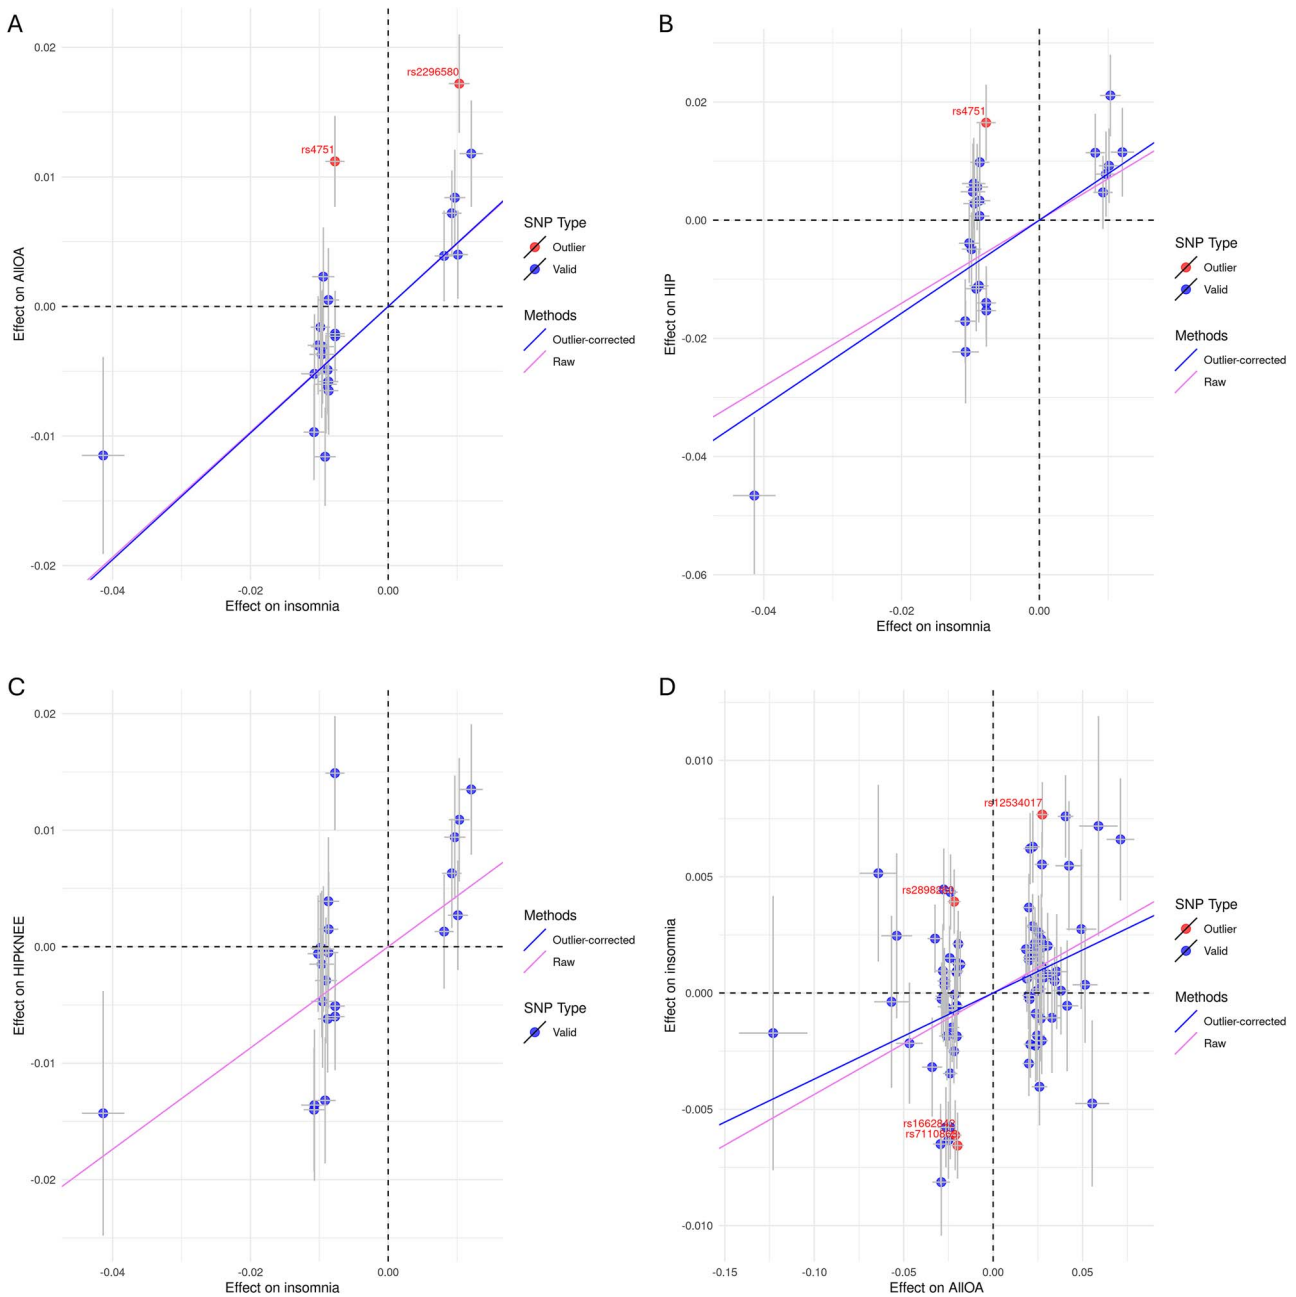 A
0.02
0.01
0.00
-0.01
-0.02
-0.04
-0.02
0.00
Effect on insomnia
Effect on AllOA
rs2296580
rs4751
SNP Type
Outlier
Valid
Methods
Outlier-corrected
Raw
B
0.02
0.00
-0.02
-0.04
-0.06
-0.04
-0.02
0.00
Effect on insomnia
Effect on HIP
rs4751
SNP Type
Outlier
Valid
Methods
Outlier-corrected
Raw
C
0.02
0.01
0.00
-0.01
-0.02
-0.04
-0.02
0.00
Effect on insomnia
Effect on HIPKNEE
Methods
Outlier-corrected
Raw
SNP Type
Valid
D
0.010
0.005
0.000
-0.005
-0.010
-0.15
-0.10
-0.05
0.00
0.05
Effect on AllOA
Effect on insomnia
rs12534017
SNP Type
Outlier
Valid
Methods
Outlier-corrected
Raw